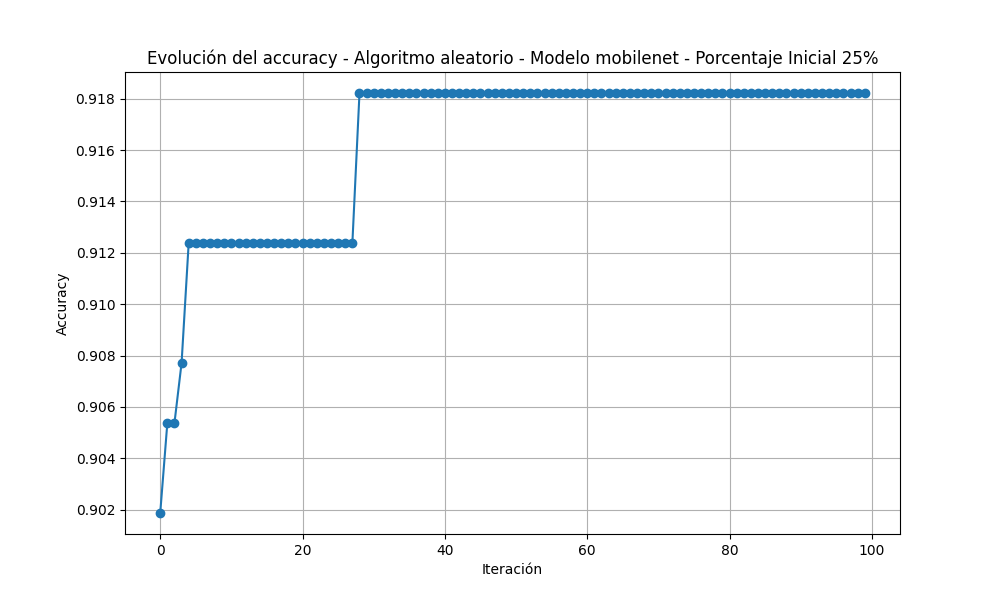 Evolución del accuracy - Algoritmo aleatorio - Modelo mobilenet - Porcentaje Inicial 25%
0.918
0.916
0.914
0.912
0.910
0.908
0.906
0.904
0.902
Accuracy
0 20 40 60 80 100
Iteración